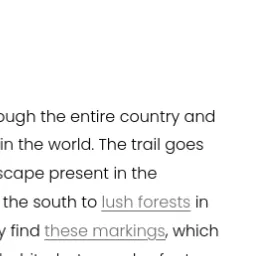 ough the entire country and
in the world. The trail goes
scape present in the
the south to lush forests in
y find these markings, which